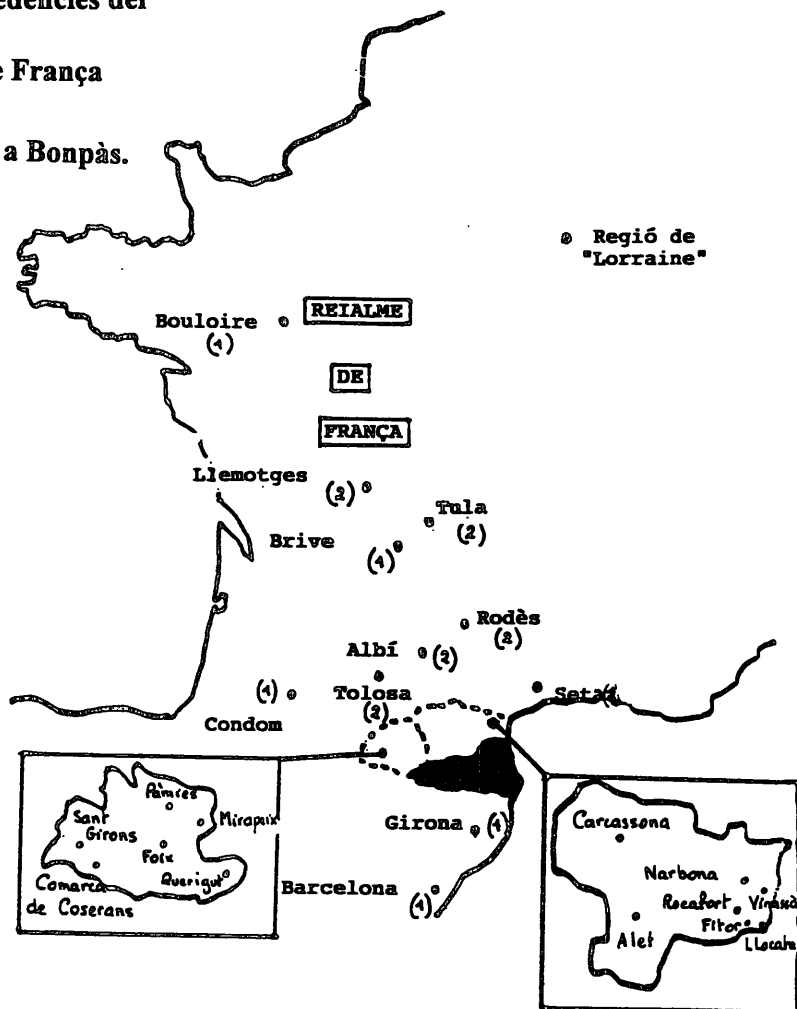 edències del
e França
a Bonpàs.
Regió de
"Lorraine"
REIALME
Bouloire
(1)
DE
FRANÇA
Llemotges
(2)
Tula
(2)
Brive
(1)
Rodès
(2)
Albí
(2)
(1)
Tolosa
(2)
Condom
Girona
(1)
Barcelona
(1)
Pàmies
Sant
Girons
Mirapuix
Foix
Querigut
Comarca
de Coserans
Carcassona
Narbona
Rocafort
Fitor
Alet